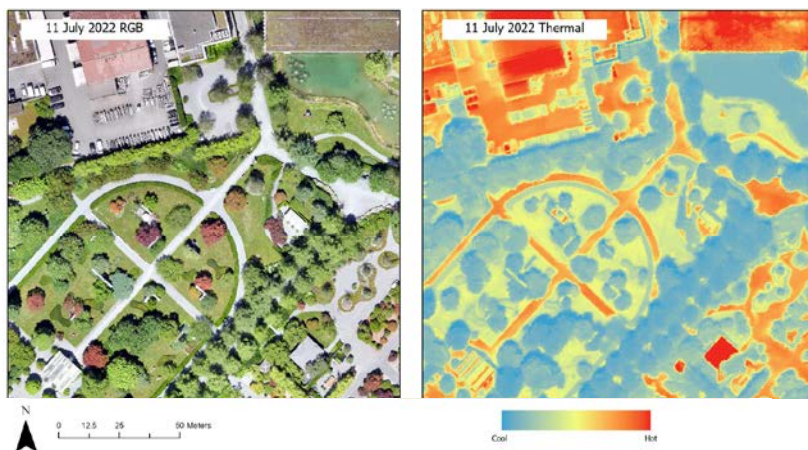 11 July 2022 RGB
11 July 2022 Thermal
N
0 12.5 25 50 Meters
Cool Hot